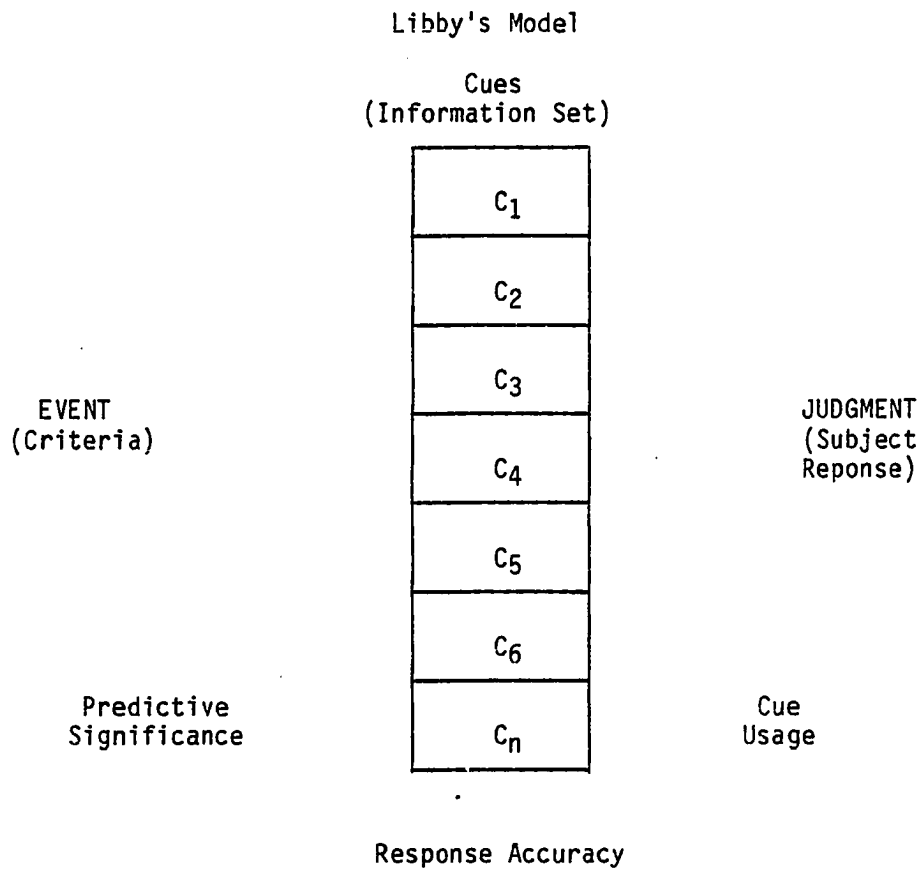 Libby's Model
Cues
(Information Set)
C1
C2
C3
EVENT
(Criteria)
JUDGMENT
(Subject
Reponse)
C4
C5
C6
Predictive
Significance
Cn
Cue
Usage
Response Accuracy